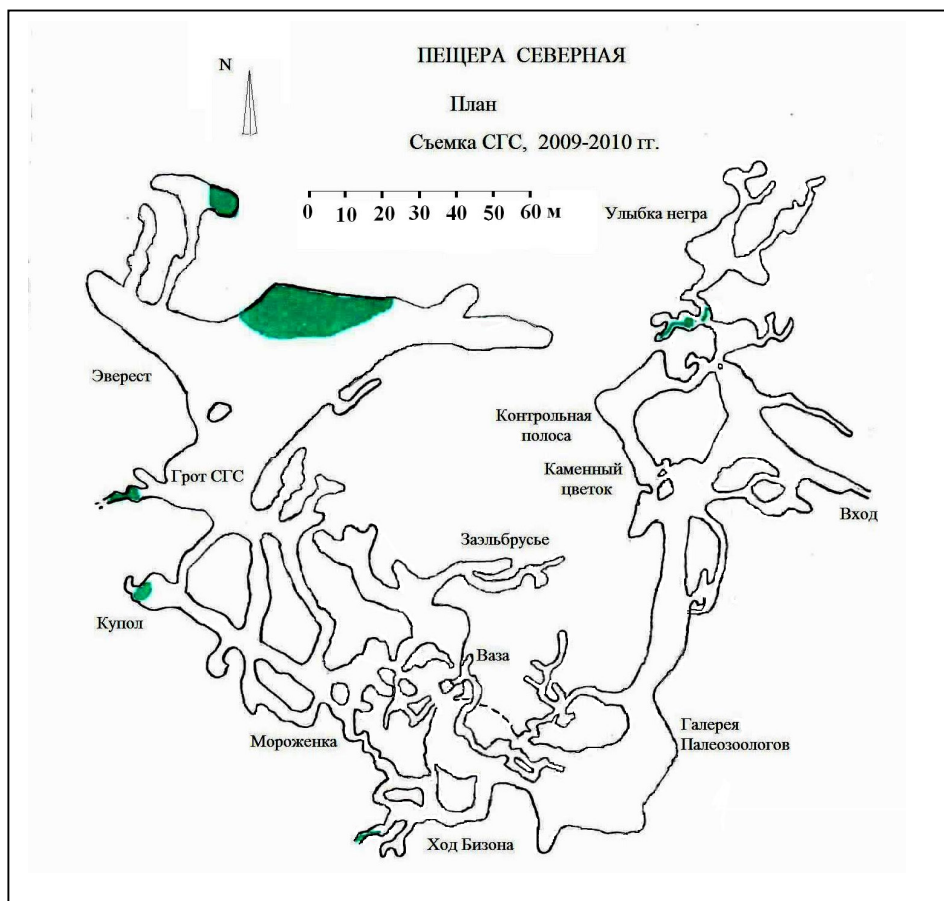 ПЕЩЕРА СЕВЕРНАЯ
N
План
Съемка СГС, 2009-2010 гг.
0 10 20 30 40 50 60 м
Улыбка негра
Эверест
Контрольная
полоса
Грот СГС
Каменный
цветок
Вход
Заэльбрусье
Купол
Ваза
Мороженка
Галерея
Палеозоологов
Ход Бизона